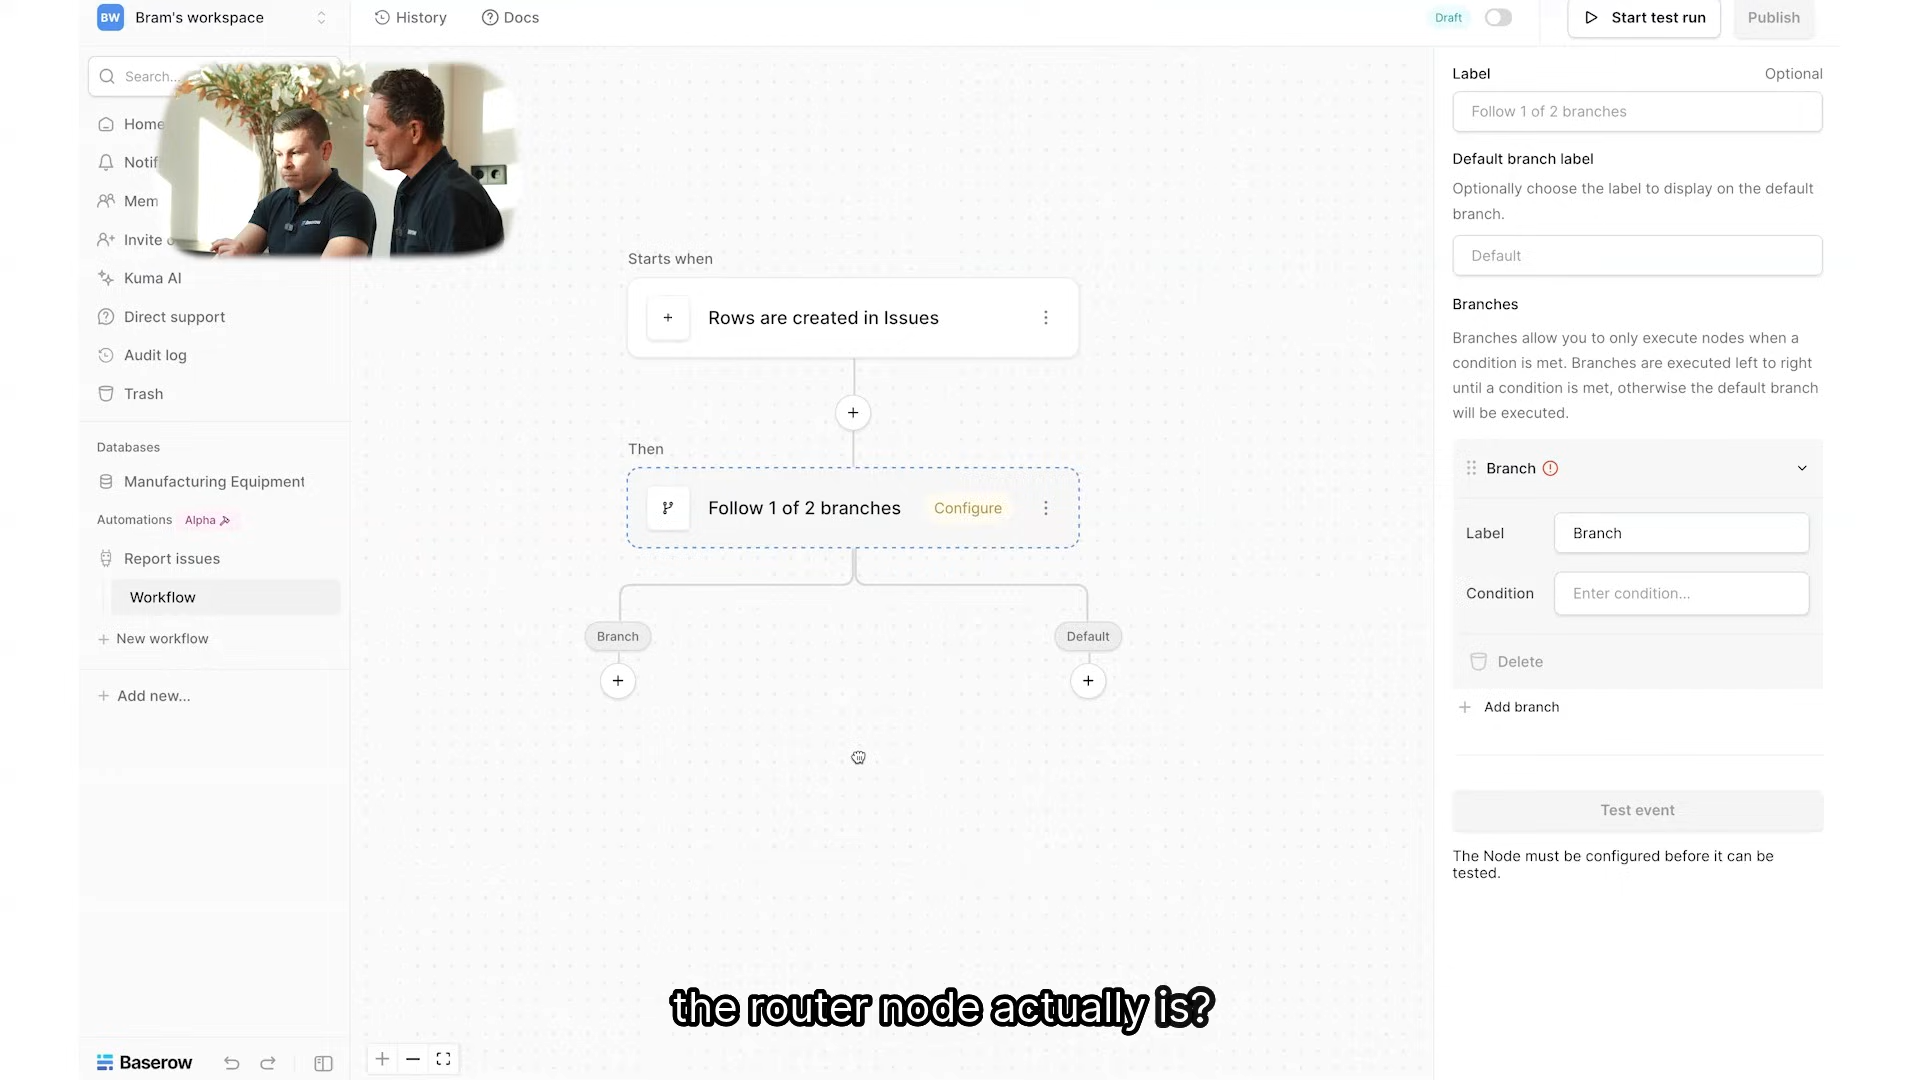 BW Bram's workspace
History
Docs
Draft
Start test run
Publish
Search...
Home
Notif
Mem
Invite o
Kuma AI
Direct support
Audit log
Trash
Databases
Manufacturing Equipment
Automations Alpha
Report issues
Workflow
+ New workflow
+ Add new...
Baserow
Starts when
Rows are created in Issues
Then
Follow 1 of 2 branches Configure
Branch
Default
Label Optional
Follow 1 of 2 branches
Default branch label
Optionally choose the label to display on the default
branch.
Default
Branches
Branches allow you to only execute nodes when a
condition is met. Branches are executed left to right
until a condition is met, otherwise the default branch
will be executed.
Branch
Label Branch
Condition Enter condition...
Delete
+ Add branch
Test event
The Node must be configured before it can be
tested.
the router node actually is?